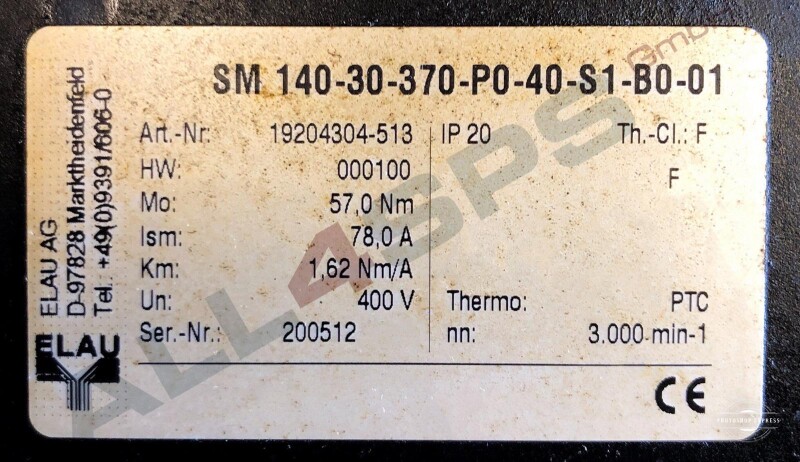 SM 140-30-370-P0-40-S1-B0-01
Art.-Nr: 19204304-513 IP 20 Th.-Cl.: F
HW: 000100 F
Mo: 57,0 Nm
Ism: 78,0 A
Km: 1,62 Nm/A
Un: 400 V Thermo: PTC
Ser.-Nr.: 200512 nn: 3.000 min-1
ELAU AG
D-97828 Marktheidenfeld
Tel.: +49(0)9391/606-0
ELAU
CE
ALL4SPS GmbH